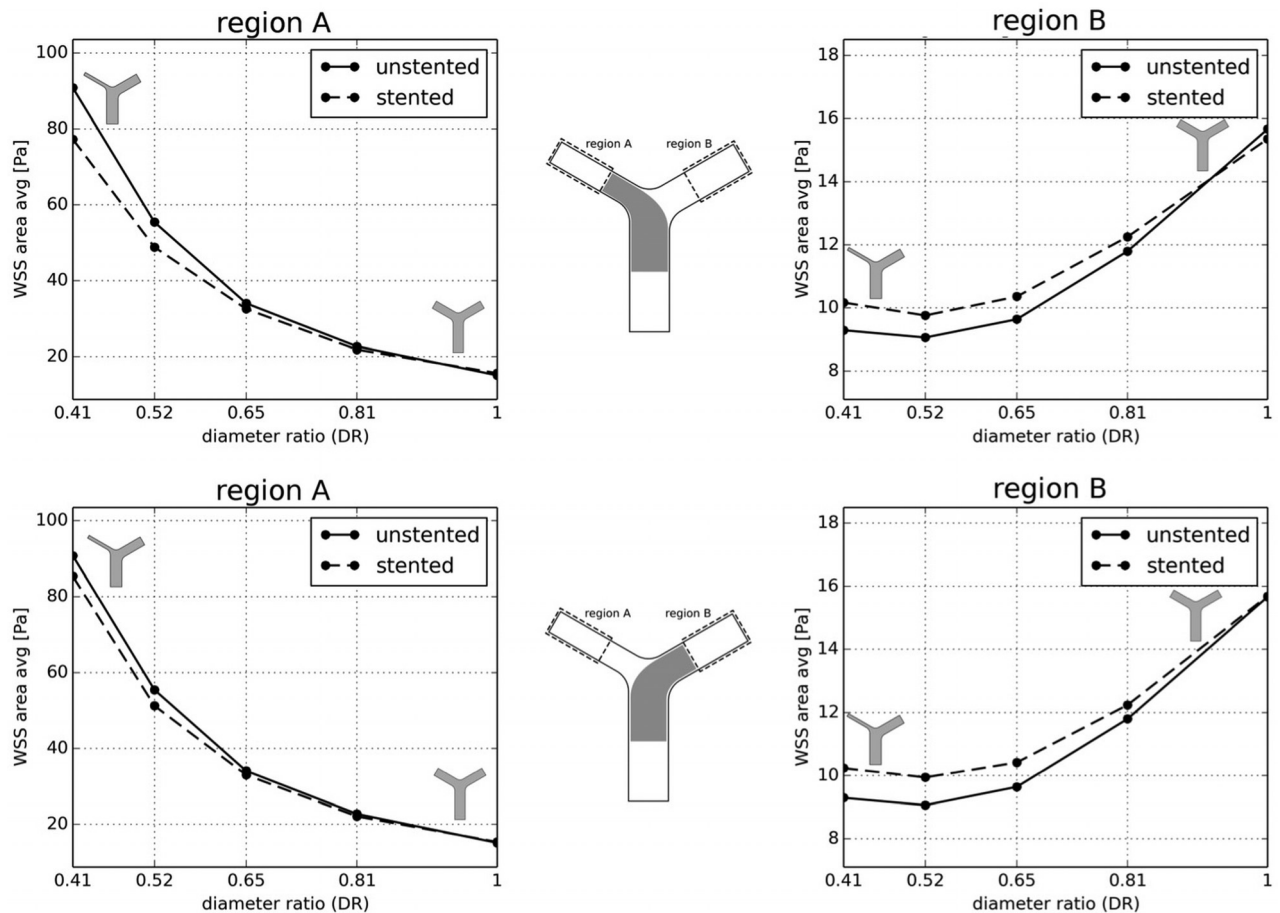 region A
WSS area avg [Pa]
100
80
60
40
20
unstented
stented
0.41 0.52 0.65 0.81 1
diameter ratio (DR)
region A region B
region B
WSS area avg [Pa]
18
16
14
12
10
8
unstented
stented
0.41 0.52 0.65 0.81 1
diameter ratio (DR)
region A
WSS area avg [Pa]
100
80
60
40
20
unstented
stented
0.41 0.52 0.65 0.81 1
diameter ratio (DR)
region A region B
region B
WSS area avg [Pa]
18
16
14
12
10
8
unstented
stented
0.41 0.52 0.65 0.81 1
diameter ratio (DR)